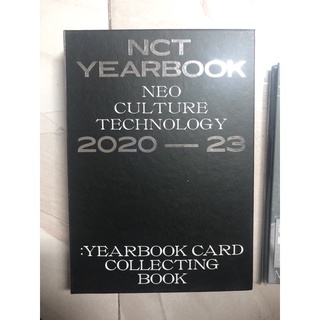 NCT
YEARBOOK
NEO
CULTURE
TECHNOLOGY
2020 — 23
:YEARBOOK CARD
COLLECTING
BOOK